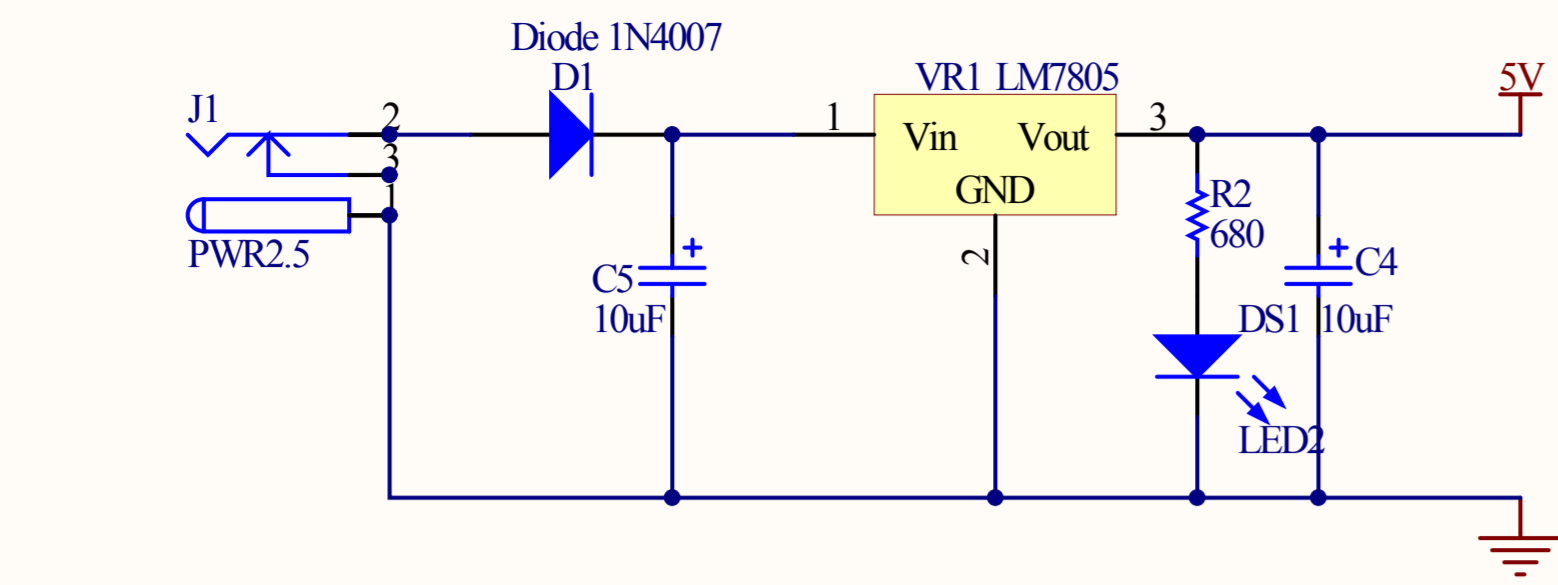 Diode 1N4007
D1
VR1 LM7805
5V
J1
2
3
1
1
3
Vin Vout
GND
2
PWR2.5
R2
680
+
C5
10uF
+
C4
10uF
DS1
LED2